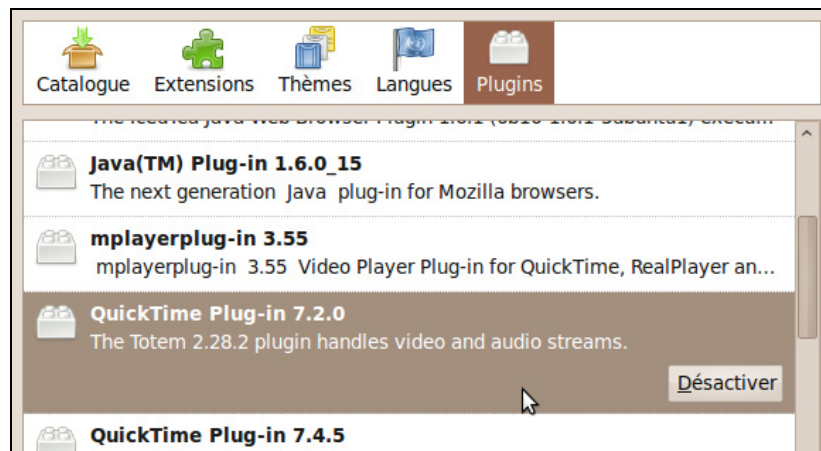 Catalogue Extensions Thèmes Langues Plugins
Java(TM) Plug-in 1.6.0_15
The next generation Java plug-in for Mozilla browsers.
mplayerplug-in 3.55
mplayerplug-in 3.55 Video Player Plug-in for QuickTime, RealPlayer an...
QuickTime Plug-in 7.2.0
The Totem 2.28.2 plugin handles video and audio streams.
Désactiver
QuickTime Plug-in 7.4.5